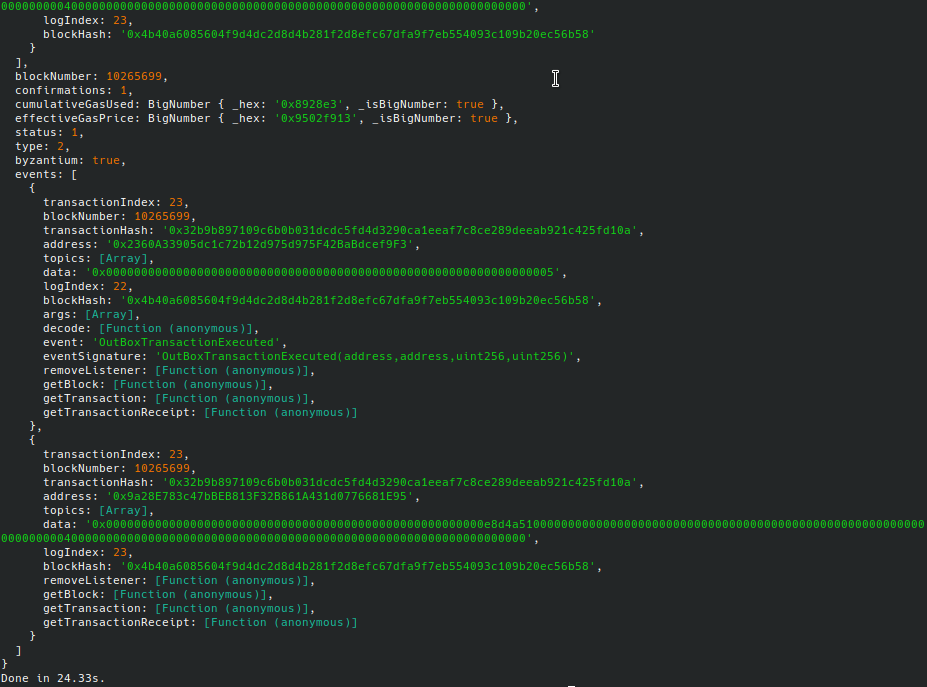 000000000400000000000000000000000000000000000000000000000000000000000000000',
logIndex: 23,
blockHash: '0x4b40a6085604f9d4dc2d8d4b281f2d8efc67dfa9f7eb554093c109b20ec56b58'
}
],
blockNumber: 10265699,
confirmations: 1,
cumulativeGasUsed: BigNumber { _hex: '0x8928e3', _isBigNumber: true },
effectiveGasPrice: BigNumber { _hex: '0x9502f913', _isBigNumber: true },
status: 1,
type: 2,
byzantium: true,
events: [
{
transactionIndex: 23,
blockNumber: 10265699,
transactionHash: '0x32b9b897109c6b0b031dcdc5fd4d3290ca1eeaf7c8ce289deeab921c425fd10a',
address: '0x2360A33905dc1c72b12d975d975F42BaBdcef9F3',
topics: [Array],
data: '0x0000000000000000000000000000000000000000000000000000000000000005',
logIndex: 22,
blockHash: '0x4b40a6085604f9d4dc2d8d4b281f2d8efc67dfa9f7eb554093c109b20ec56b58',
args: [Array],
decode: [Function (anonymous)],
event: 'OutBoxTransactionExecuted',
eventSignature: 'OutBoxTransactionExecuted(address,address,uint256,uint256)',
removeListener: [Function (anonymous)],
getBlock: [Function (anonymous)],
getTransaction: [Function (anonymous)],
getTransactionReceipt: [Function (anonymous)]
},
{
transactionIndex: 23,
blockNumber: 10265699,
transactionHash: '0x32b9b897109c6b0b031dcdc5fd4d3290ca1eeaf7c8ce289deeab921c425fd10a',
address: '0x9a28E783c47bBEB813F32B861A431d0776681E95',
topics: [Array],
data: '0x000000000000000000000000000000000000000000000000000000e8d4a5100000000000000000000000000000000000000000000000000000000
000000000400000000000000000000000000000000000000000000000000000000000000000',
logIndex: 23,
blockHash: '0x4b40a6085604f9d4dc2d8d4b281f2d8efc67dfa9f7eb554093c109b20ec56b58',
removeListener: [Function (anonymous)],
getBlock: [Function (anonymous)],
getTransaction: [Function (anonymous)],
getTransactionReceipt: [Function (anonymous)]
}
]
}
Done in 24.33s.